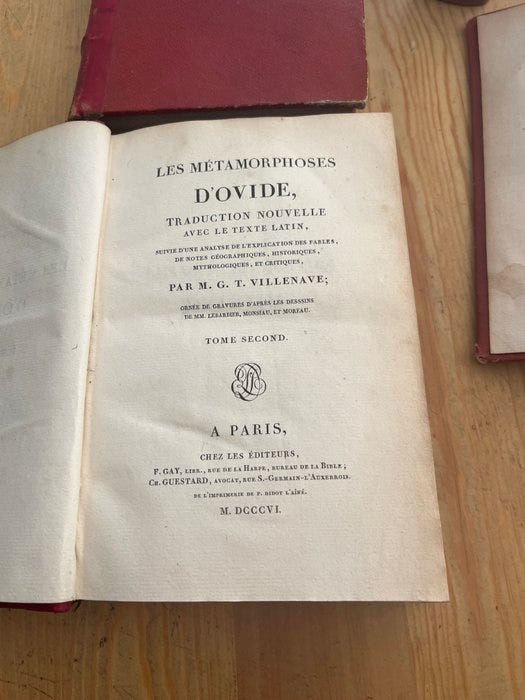 LES MÉTAMORPHOSES
D'OVIDE,
TRADUCTION NOUVELLE
AVEC LE TEXTE LATIN,
SUIVIE D'UNE ANALYSE DE L'EXPLICATION DES FABLES,
DE NOTES GÉOGRAPHIQUES, HISTORIQUES,
MYTHOLOGIQUES, ET CRITIQUES,
PAR M. G. T. VILLENAVE;
ORNÉE DE GRAVURES D'APRÈS LES DESSINS
DE MM. LEBARBIER, MONSIAU, ET MOREAU.
TOME SECOND.
A PARIS,
CHEZ LES ÉDITEURS,
F. GAY, LIBR., RUE DE LA HARPE, BUREAU DE LA BIBLE;
CH. GUESTARD, AVOCAT, RUE S.-GERMAIN-L'AUXERROIS.
DE L'IMPRIMERIE DE P. DIDOT L'AÎNÉ.
M. DCCCVI.